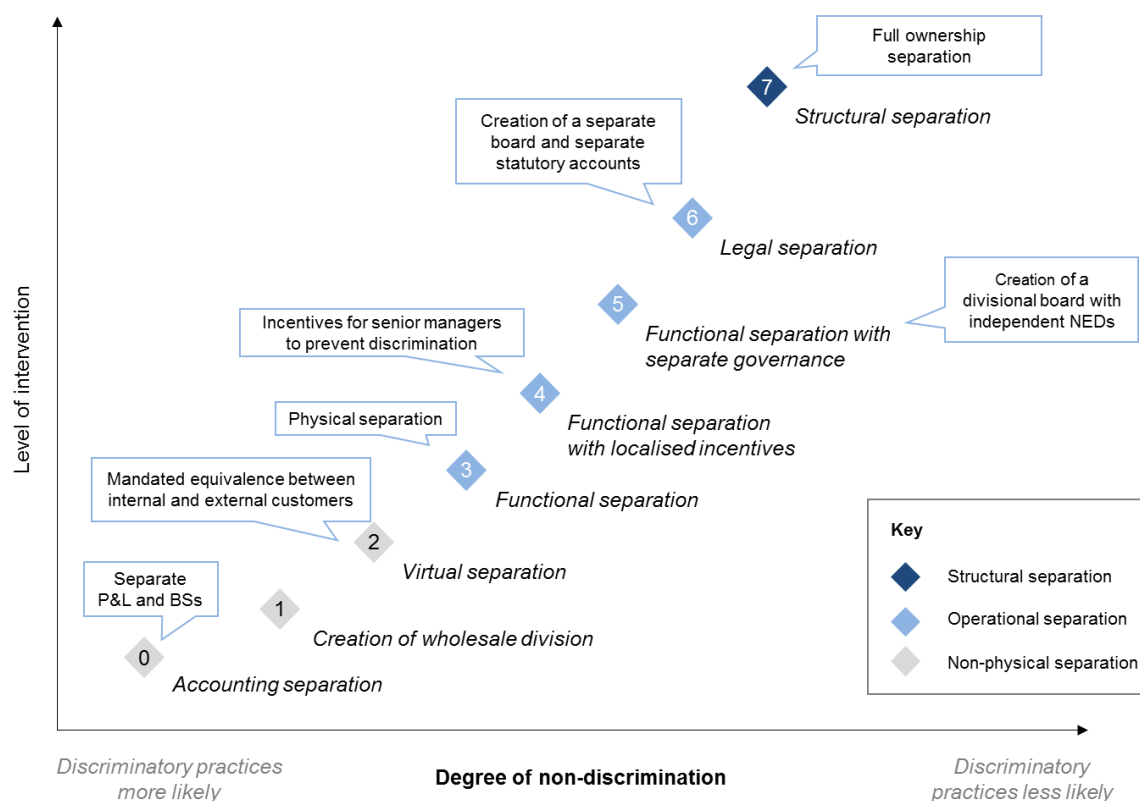 Full ownership
separation
7
Structural separation
Creation of a separate
board and separate
statutory accounts
6
Legal separation
Creation of a
divisional board with
independent NEDs
5
Functional separation with
separate governance
Incentives for senior managers
to prevent discrimination
4
Functional separation
with localised incentives
Physical separation
3
Functional separation
Mandated equivalence between
internal and external customers
2
Virtual separation
Separate
P&L and BSs
1
Creation of wholesale division
0
Accounting separation
Level of intervention
Key
Structural separation
Operational separation
Non-physical separation
Discriminatory practices
more likely
Degree of non-discrimination
Discriminatory
practices less likely